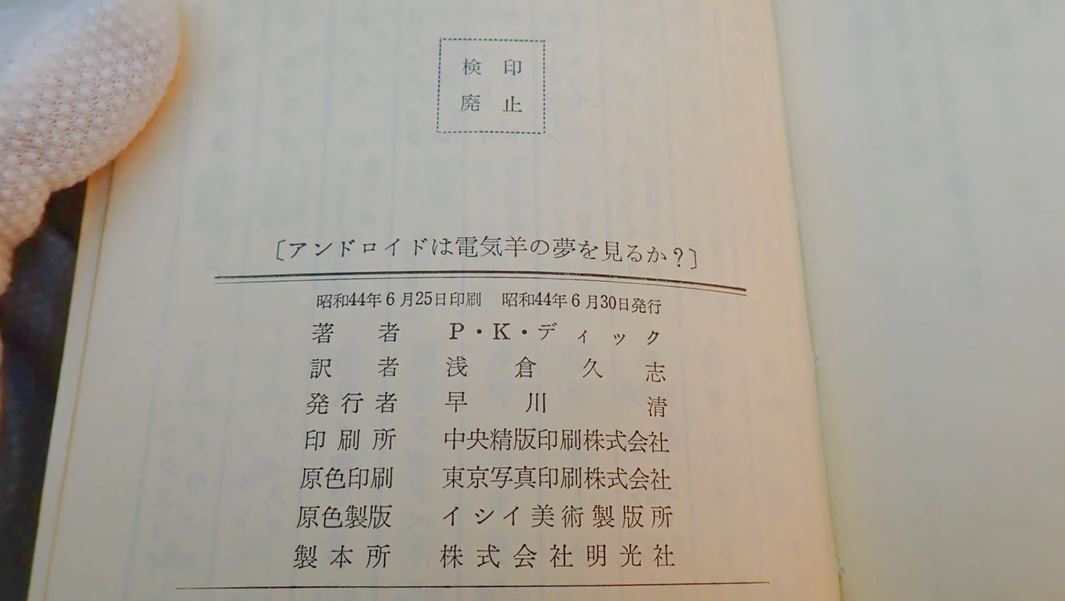 検印
廃止
〔アンドロイドは電気羊の夢を見るか？〕
昭和44年6月25日印刷　昭和44年6月30日発行
著者　P・K・ディック
訳者　浅倉久志
発行者　早川清
印刷所　中央精版印刷株式会社
原色印刷　東京写真印刷株式会社
原色製版　イシイ美術製版所
製本所　株式会社明光社